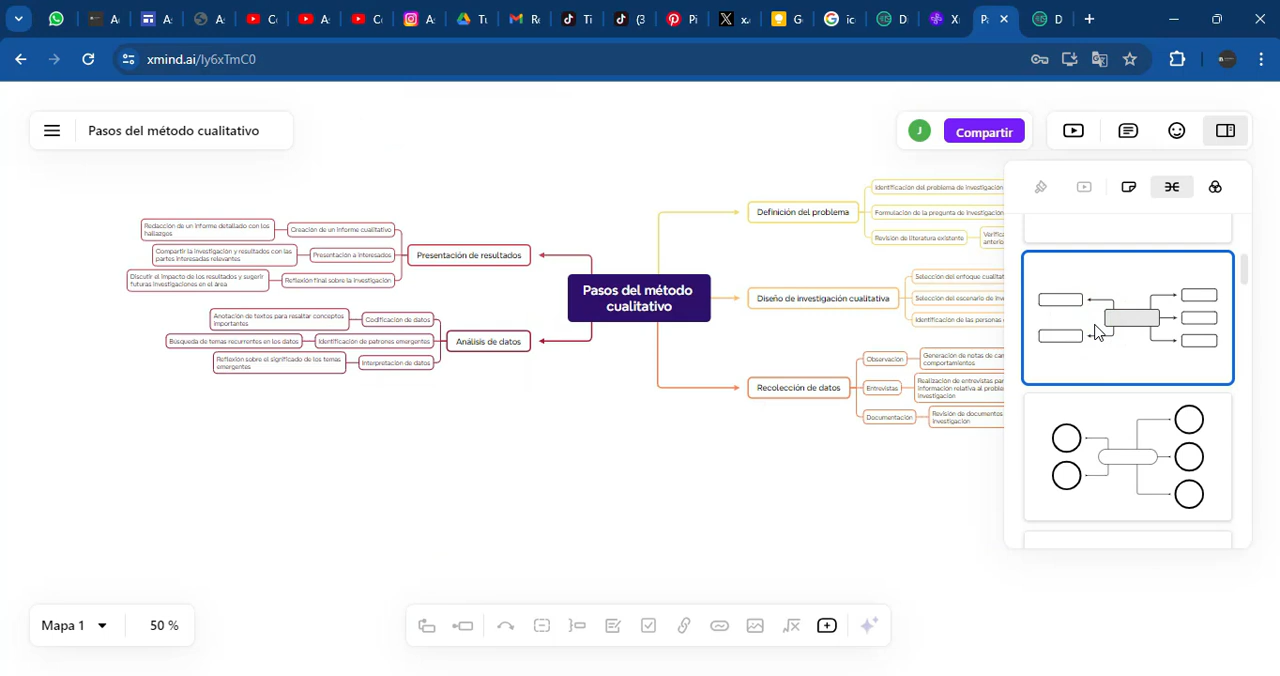 xmind.ai/Iy6xTmC0
Pasos del método cualitativo
J
Compartir
Redacción de un informe detallado con los
hallazgos
Creación de un informe cualitativo
Compartir la investigación y resultados con las
partes interesadas relevantes
Presentación a interesados
Discutir el impacto de los resultados y sugerir
futuras investigaciones en el área
Reflexión final sobre la investigación
Presentación de resultados
Anotación de textos para resaltar conceptos
importantes
Codificación de datos
Búsqueda de temas recurrentes en los datos
Identificación de patrones emergentes
Reflexión sobre el significado de los temas
emergentes
Interpretación de datos
Análisis de datos
Pasos del método
cualitativo
Definición del problema
Identificación del problema de investigación
Formulación de la pregunta de investigación
Revisión de literatura existente
Diseño de investigación cualitativa
Selección del enfoque
Selección del escenario de
Identificación de las personas
Recolección de datos
Observación
Generación de notas de
comportamientos
Entrevistas
Realización de entrevistas
información relativa al
investigación
Documentación
Revisión de documentos
investigación
Mapa 1
50 %